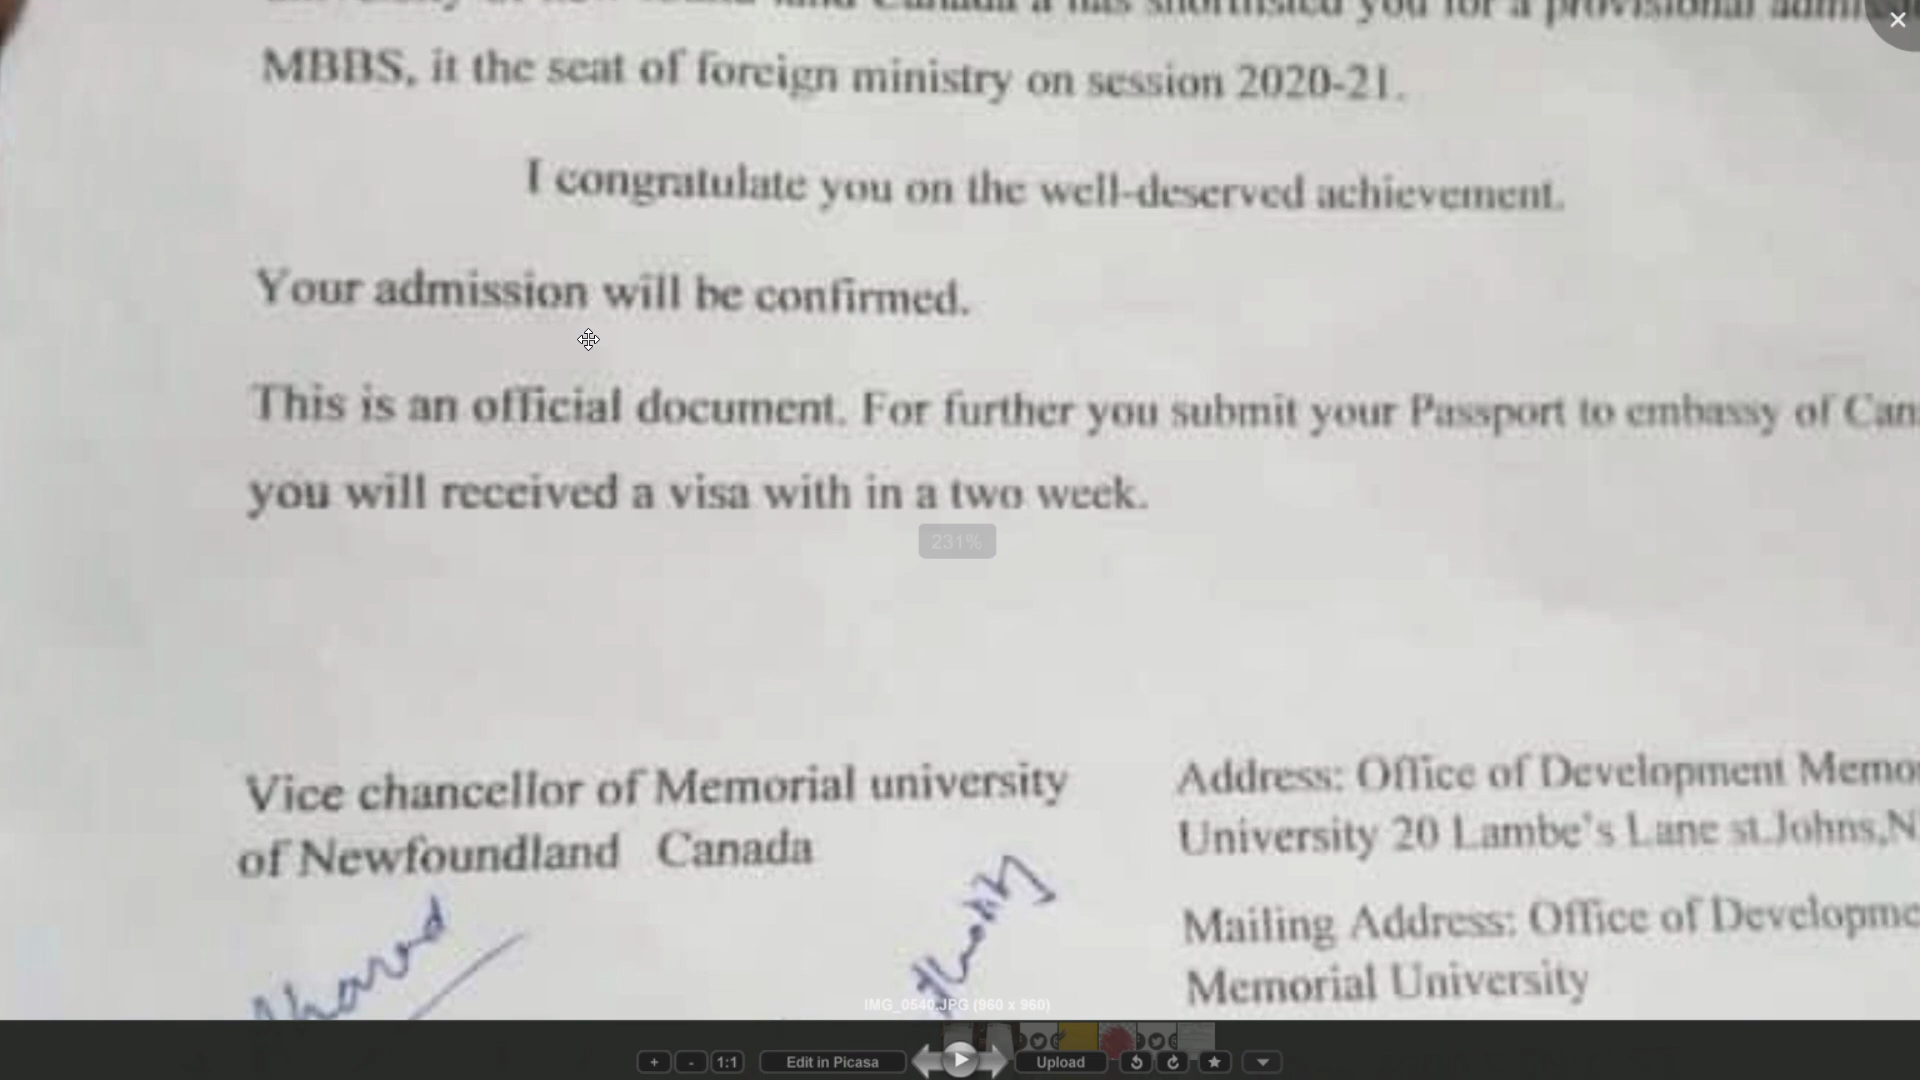 you for a provisional
MBBS, it the seat of foreign ministry on session 2020-21.
I congratulate you on the well-deserved achievement.
Your admission will be confirmed.
This is an official document. For further you submit your Passport to embassy of Can
you will received a visa with in a two week.
231%
Vice chancellor of Memorial university
of Newfoundland Canada
Address: Office of Development Memo
University 20 Lambe's Lane st.Johns,N
Mailing Address: Office of Developme
Memorial University
IMG_0540.JPG (960 x 960)
+ - 1:1 Edit in Picasa Upload